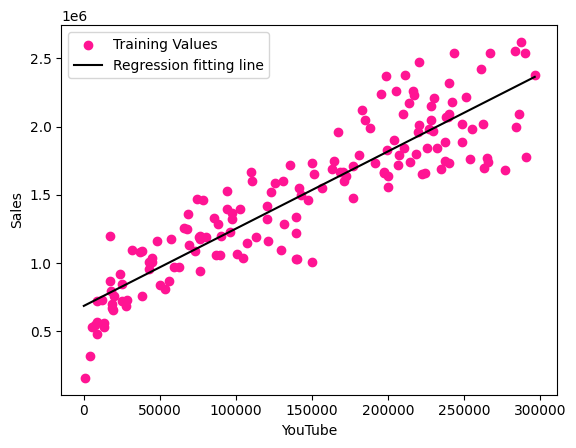 1e6
Training Values
Regression fitting line
2.5
2.0
1.5
1.0
0.5
Sales
0 50000 100000 150000 200000 250000 300000
YouTube